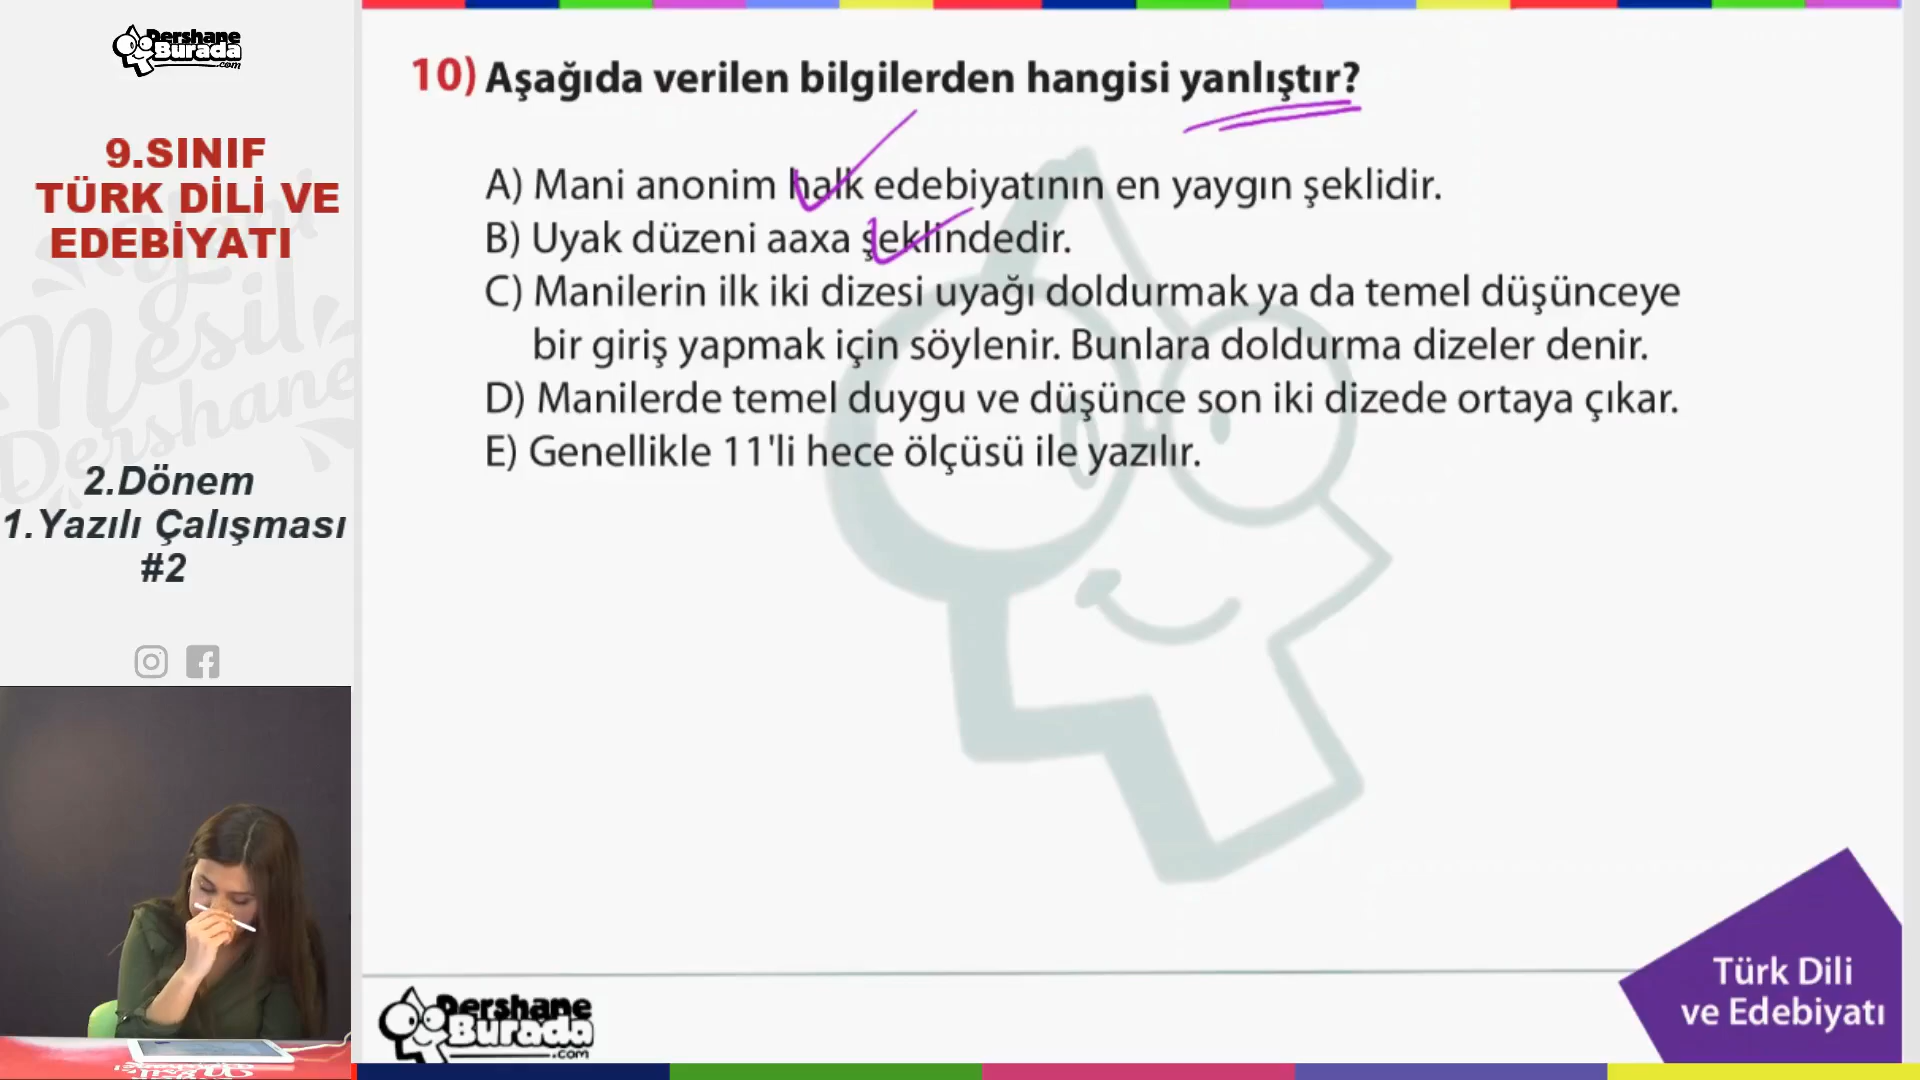 Dershane
Burada
.com
9.SINIF
TÜRK DİLİ VE
EDEBİYATI
Yeni
Nesil
Dershane
2.Dönem
1.Yazılı Çalışması
#2
10) Aşağıda verilen bilgilerden hangisi yanlıştır?
A) Mani anonim halk edebiyatının en yaygın şeklidir.
B) Uyak düzeni aaxa şeklindedir.
C) Manilerin ilk iki dizesi uyağı doldurmak ya da temel düşünceye
bir giriş yapmak için söylenir. Bunlara doldurma dizeler denir.
D) Manilerde temel duygu ve düşünce son iki dizede ortaya çıkar.
E) Genellikle 11'li hece ölçüsü ile yazılır.
Dershane
Burada
.com
Türk Dili
ve Edebiyatı